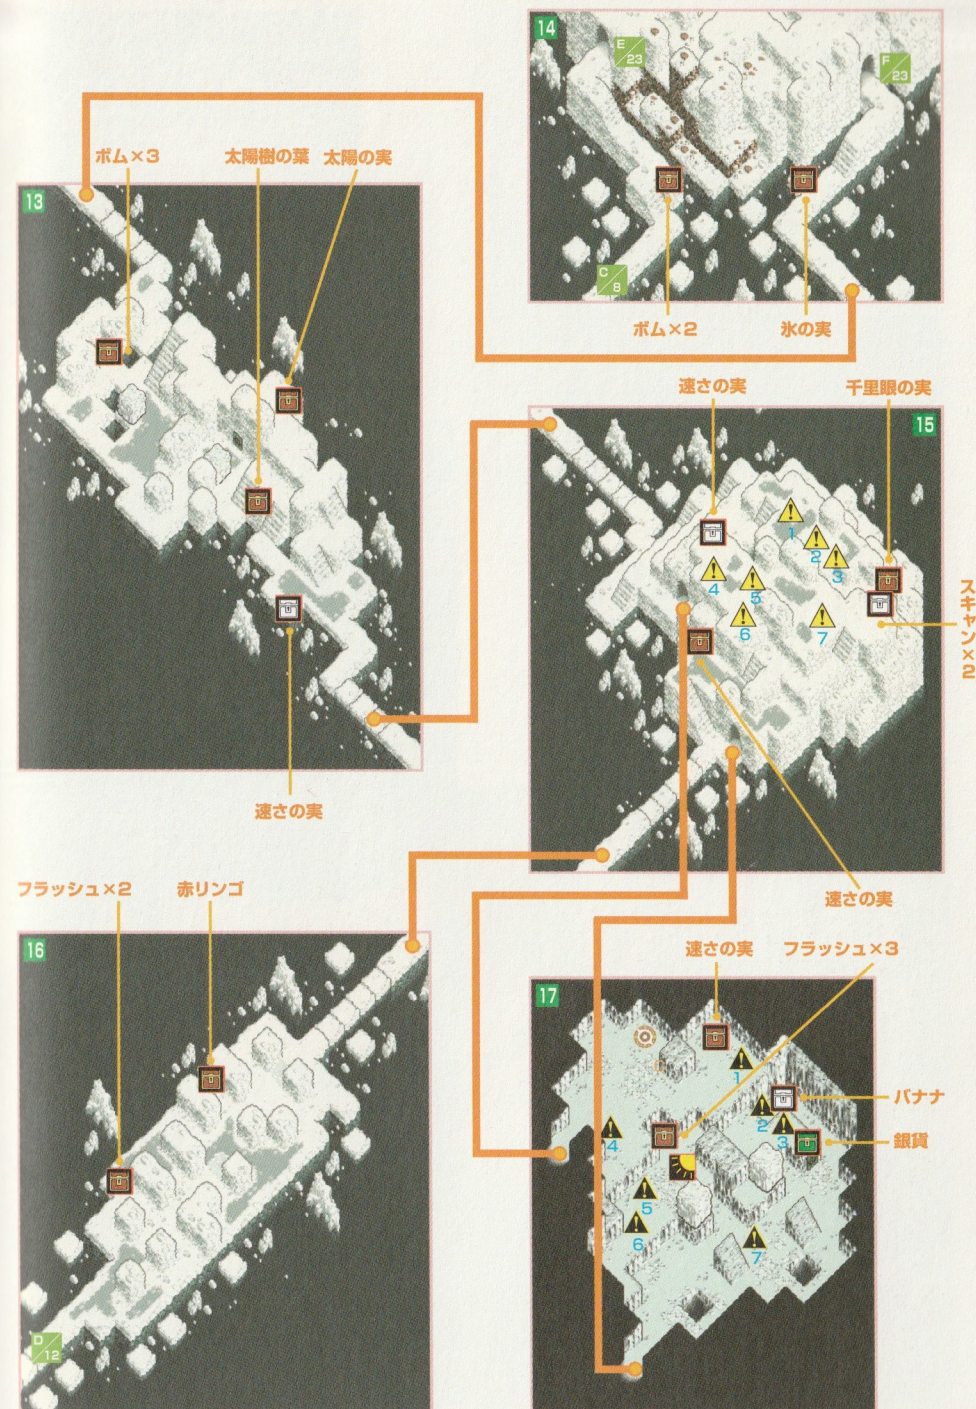 14
E
23
F
23
ボム×3
太陽樹の葉
太陽の実
13
C
8
ボム×2
氷の実
速さの実
千里眼の実
15
1
2
3
4
5
6
7
スキャン×2
速さの実
速さの実
フラッシュ×2
赤リンゴ
16
速さの実
フラッシュ×3
17
1
バナナ
2
3
銀貨
4
5
6
7
D
12